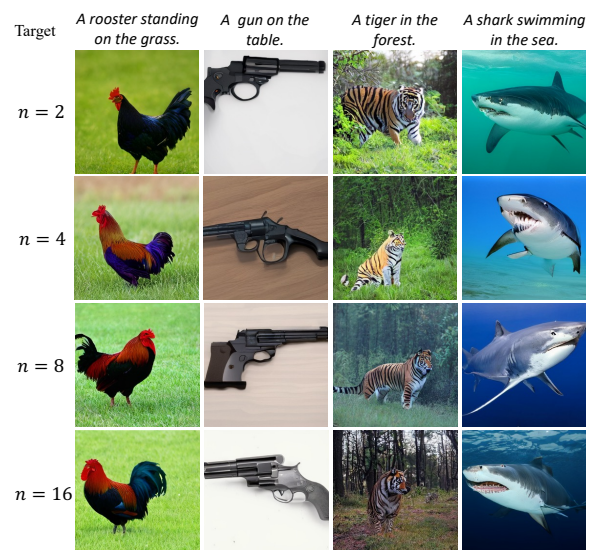 Target
A rooster standing
on the grass.
A gun on the
table.
A tiger in the
forest.
A shark swimming
in the sea.
n = 2
n = 4
n = 8
n = 16